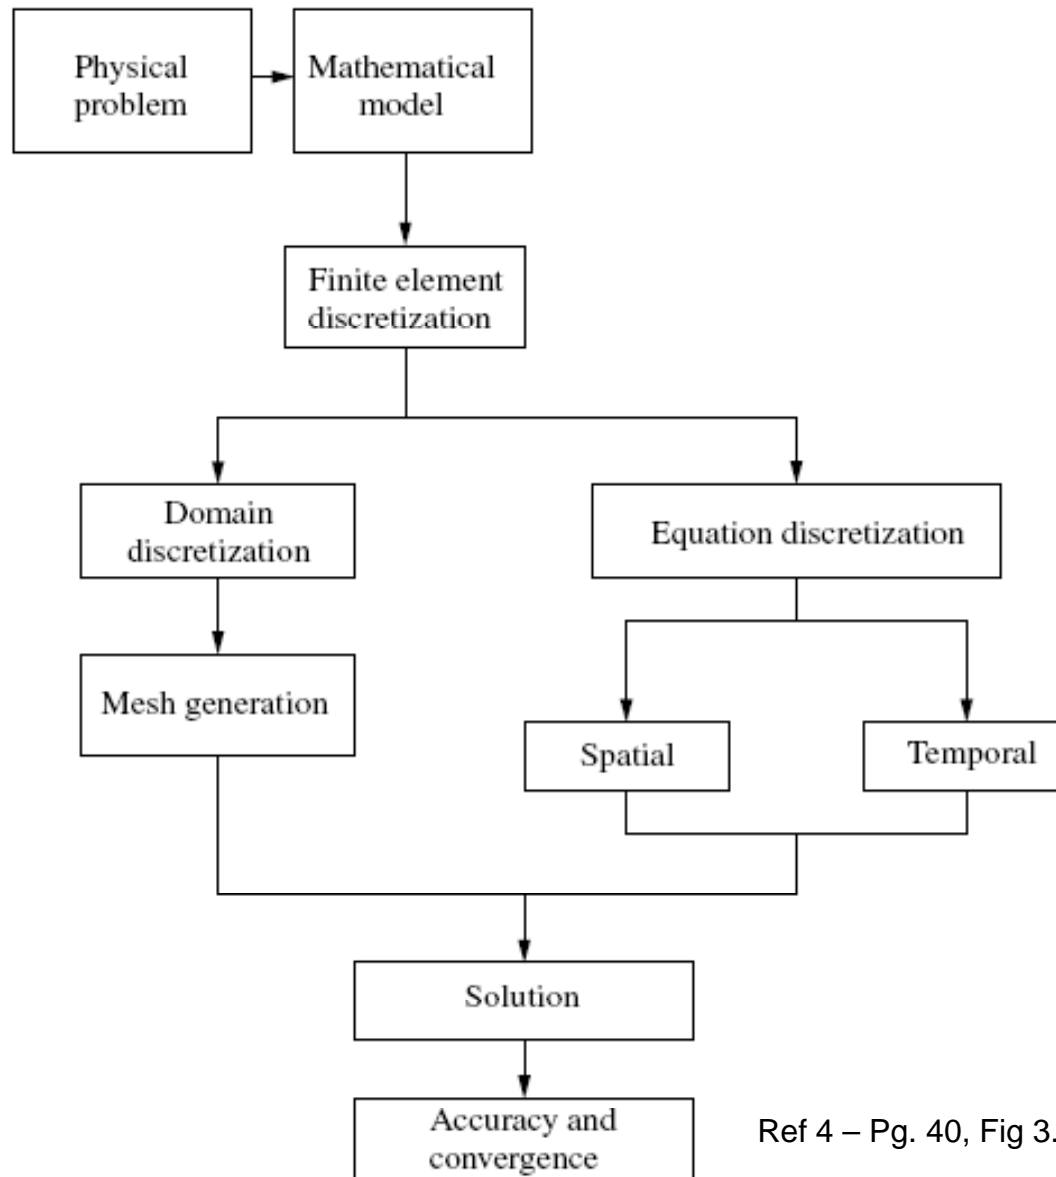 Physical
problem
Mathematical
model
Finite element
discretization
Domain
discretization
Equation discretization
Mesh generation
Spatial
Temporal
Solution
Accuracy and
convergence
Ref 4 – Pg. 40, Fig 3.